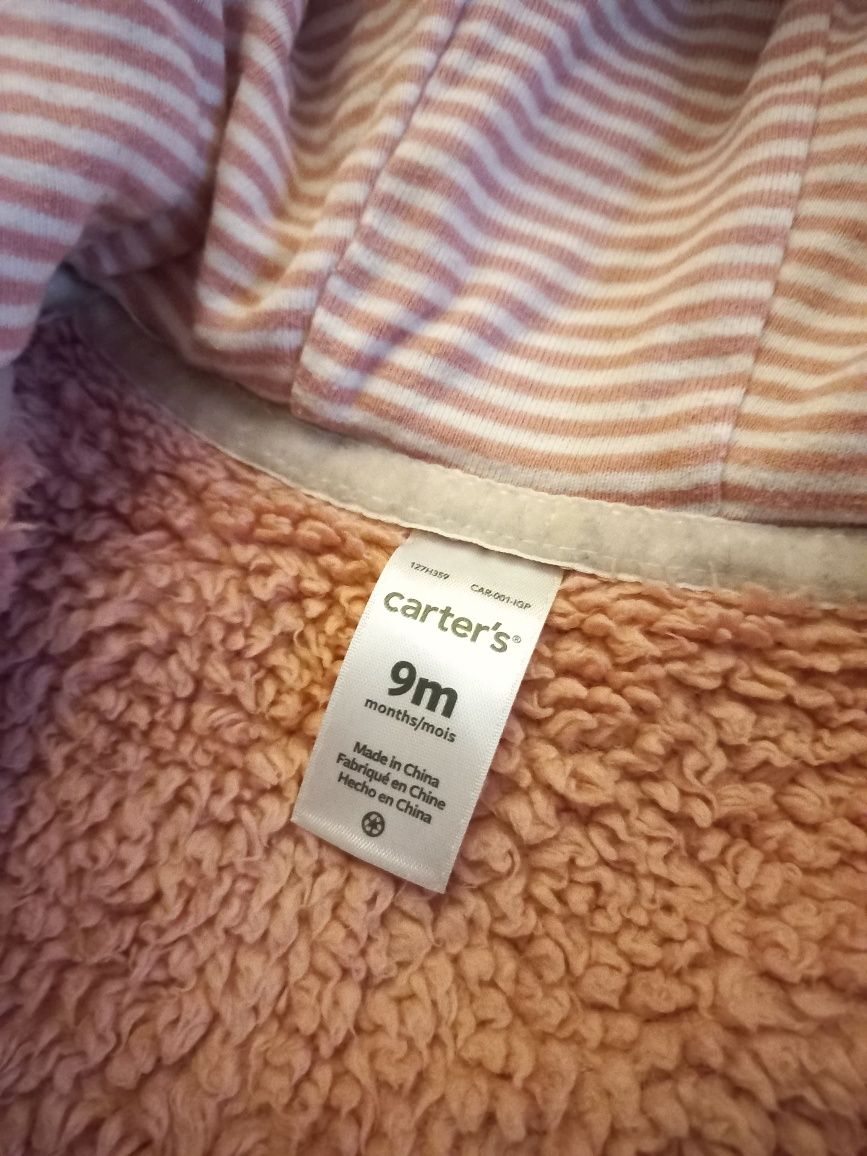 127H359 CAR-001-IGP
carter's®
9m
months/mois
Made in China
Fabriqué en Chine
Hecho en China